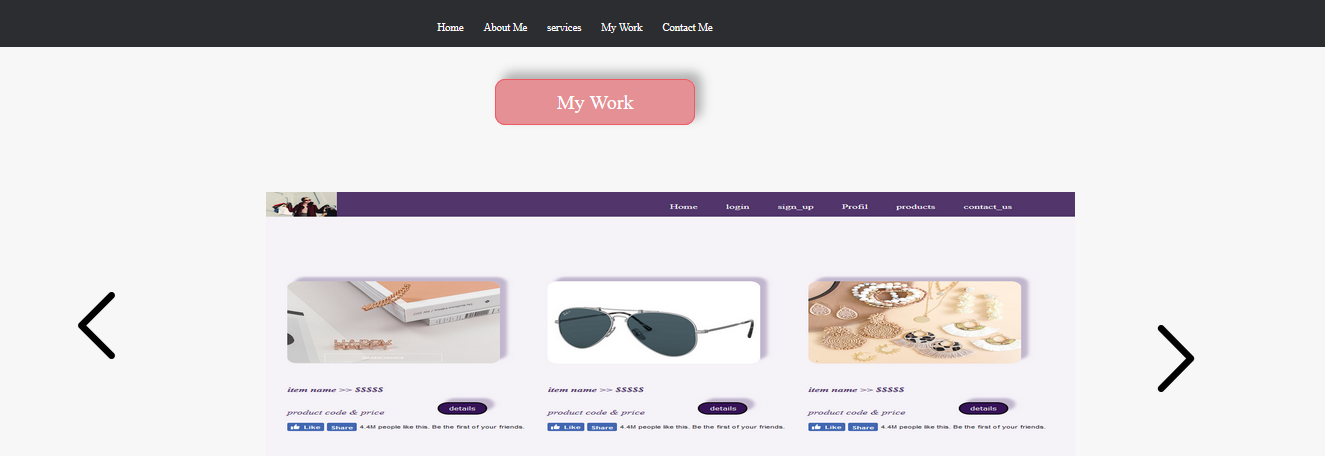 Home About Me services My Work Contact Me
My Work
Home login sign_up Profil products contact_us
HAPPY
item name >> $$$$$ item name >> $$$$$ item name >> $$$$$
product code & price details product code & price details product code & price details
Like Share 4.4M people like this. Be the first of your friends. Like Share 4.4M people like this. Be the first of your friends. Like Share 4.4M people like this. Be the first of your friends.